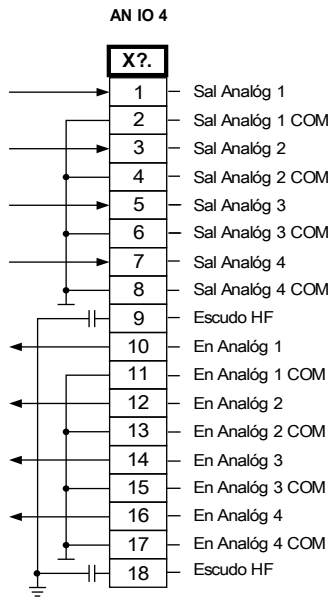 AN IO 4
X?.
1 Sal Analóg 1
2 Sal Analóg 1 COM
3 Sal Analóg 2
4 Sal Analóg 2 COM
5 Sal Analóg 3
6 Sal Analóg 3 COM
7 Sal Analóg 4
8 Sal Analóg 4 COM
9 Escudo HF
10 En Analóg 1
11 En Analóg 1 COM
12 En Analóg 2
13 En Analóg 2 COM
14 En Analóg 3
15 En Analóg 3 COM
16 En Analóg 4
17 En Analóg 4 COM
18 Escudo HF